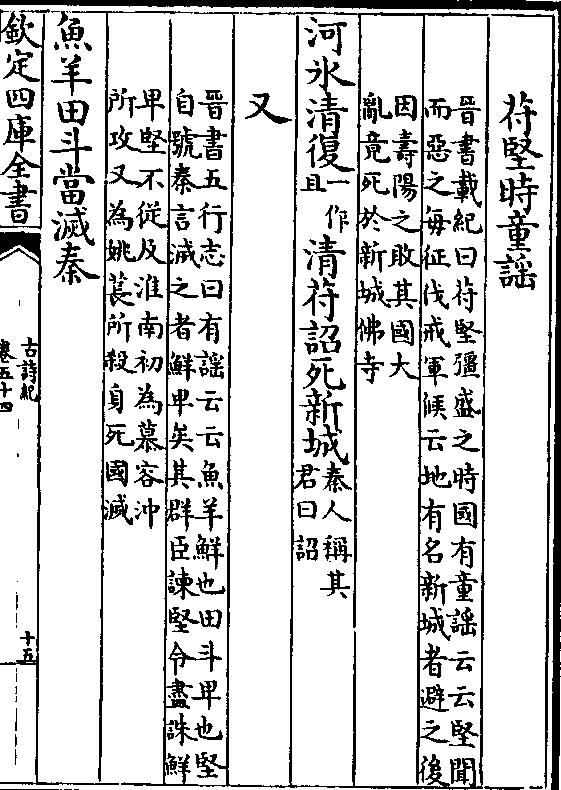 苻堅時童謡
晉書載紀曰苻堅彊盛之時國有童謡云云堅聞
而惡之每征伐戒軍候云地有名新城者避之後
因壽陽之敗其國大
亂竟死於新城佛寺
河水清復一作且清苻詔死新城秦人稱其君曰詔
又
晉書五行志曰有謡云云魚羊鮮也田斗卑也堅
自號秦言滅之者鮮卑矣其群臣諫堅令盡誅鮮
卑堅不從及淮南初為慕容沖
所攻又為姚萇所殺身死國滅
魚羊田斗當滅秦
欽定四庫全書
古詩紀
卷五十四
十五